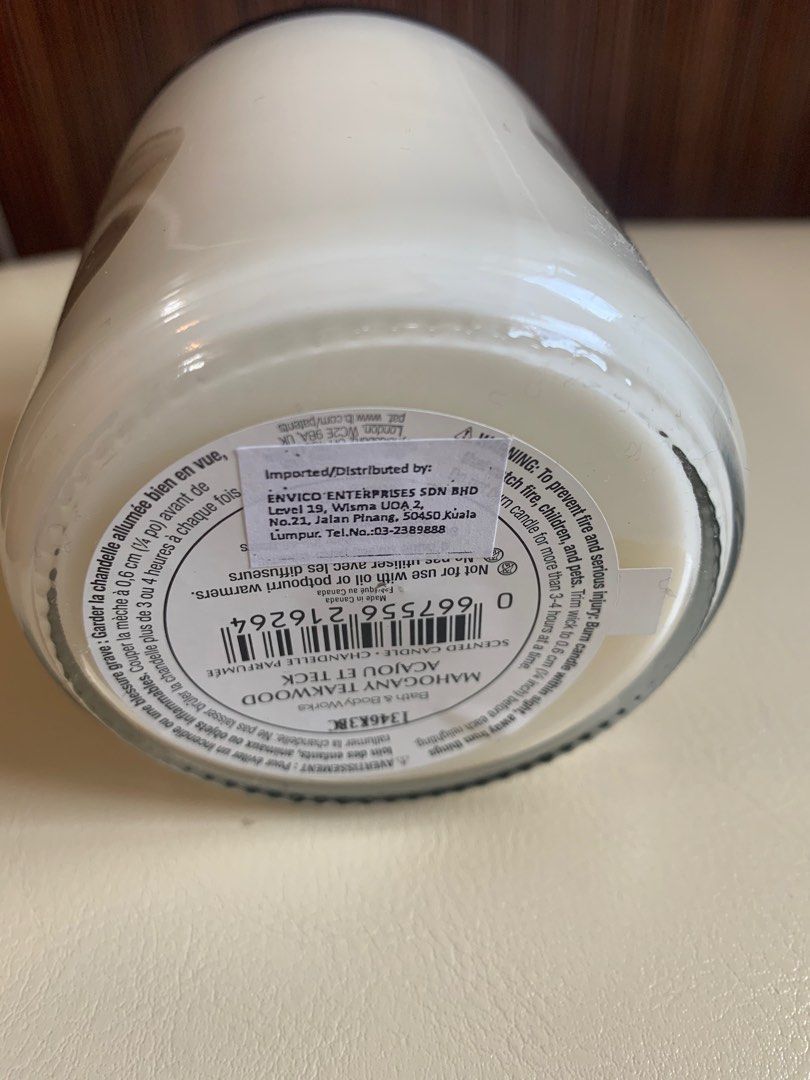 Imported/Distributed by:
ENVICO ENTERPRISES SDN BHD
Level 19, Wisma UOA 2,
No.21, Jalan Pinang, 50450 Kuala
Lumpur. Tel.No.:03-2389888
WARNING: To prevent fire and serious injury: Burn candle within sight, away from things
catch fire, children, and pets. Trim wick to 0,6 cm (¼ inch) before each relighting.
candle for more than 3-4 hours at a time
134683BC
Bath & Body Works
MAHOGANY TEAKWOOD
ACAJOU ET TECK
SCENTED CANDLE • CHANDELLE PARFUMÉE
0 667556 216264
Made in Canada
Fabriqué au Canada
Not for use with oil or potpourri warmers.
Ne pas utiliser avec les diffuseurs
⚠ AVERTISSEMENT : Pour éviter un incendie ou une blessure grave : Garder la chandelle allumée bien en vue,
loin des enfants, animaux ou objets inflammables. Couper la mèche à 0,6 cm (¼ po) avant de
rallumer la chandelle. Ne pas laisser brûler la chandelle plus de 3 ou 4 heures à chaque fois
London, WC2E 9BA, UK
pat. www.lb.com/patents